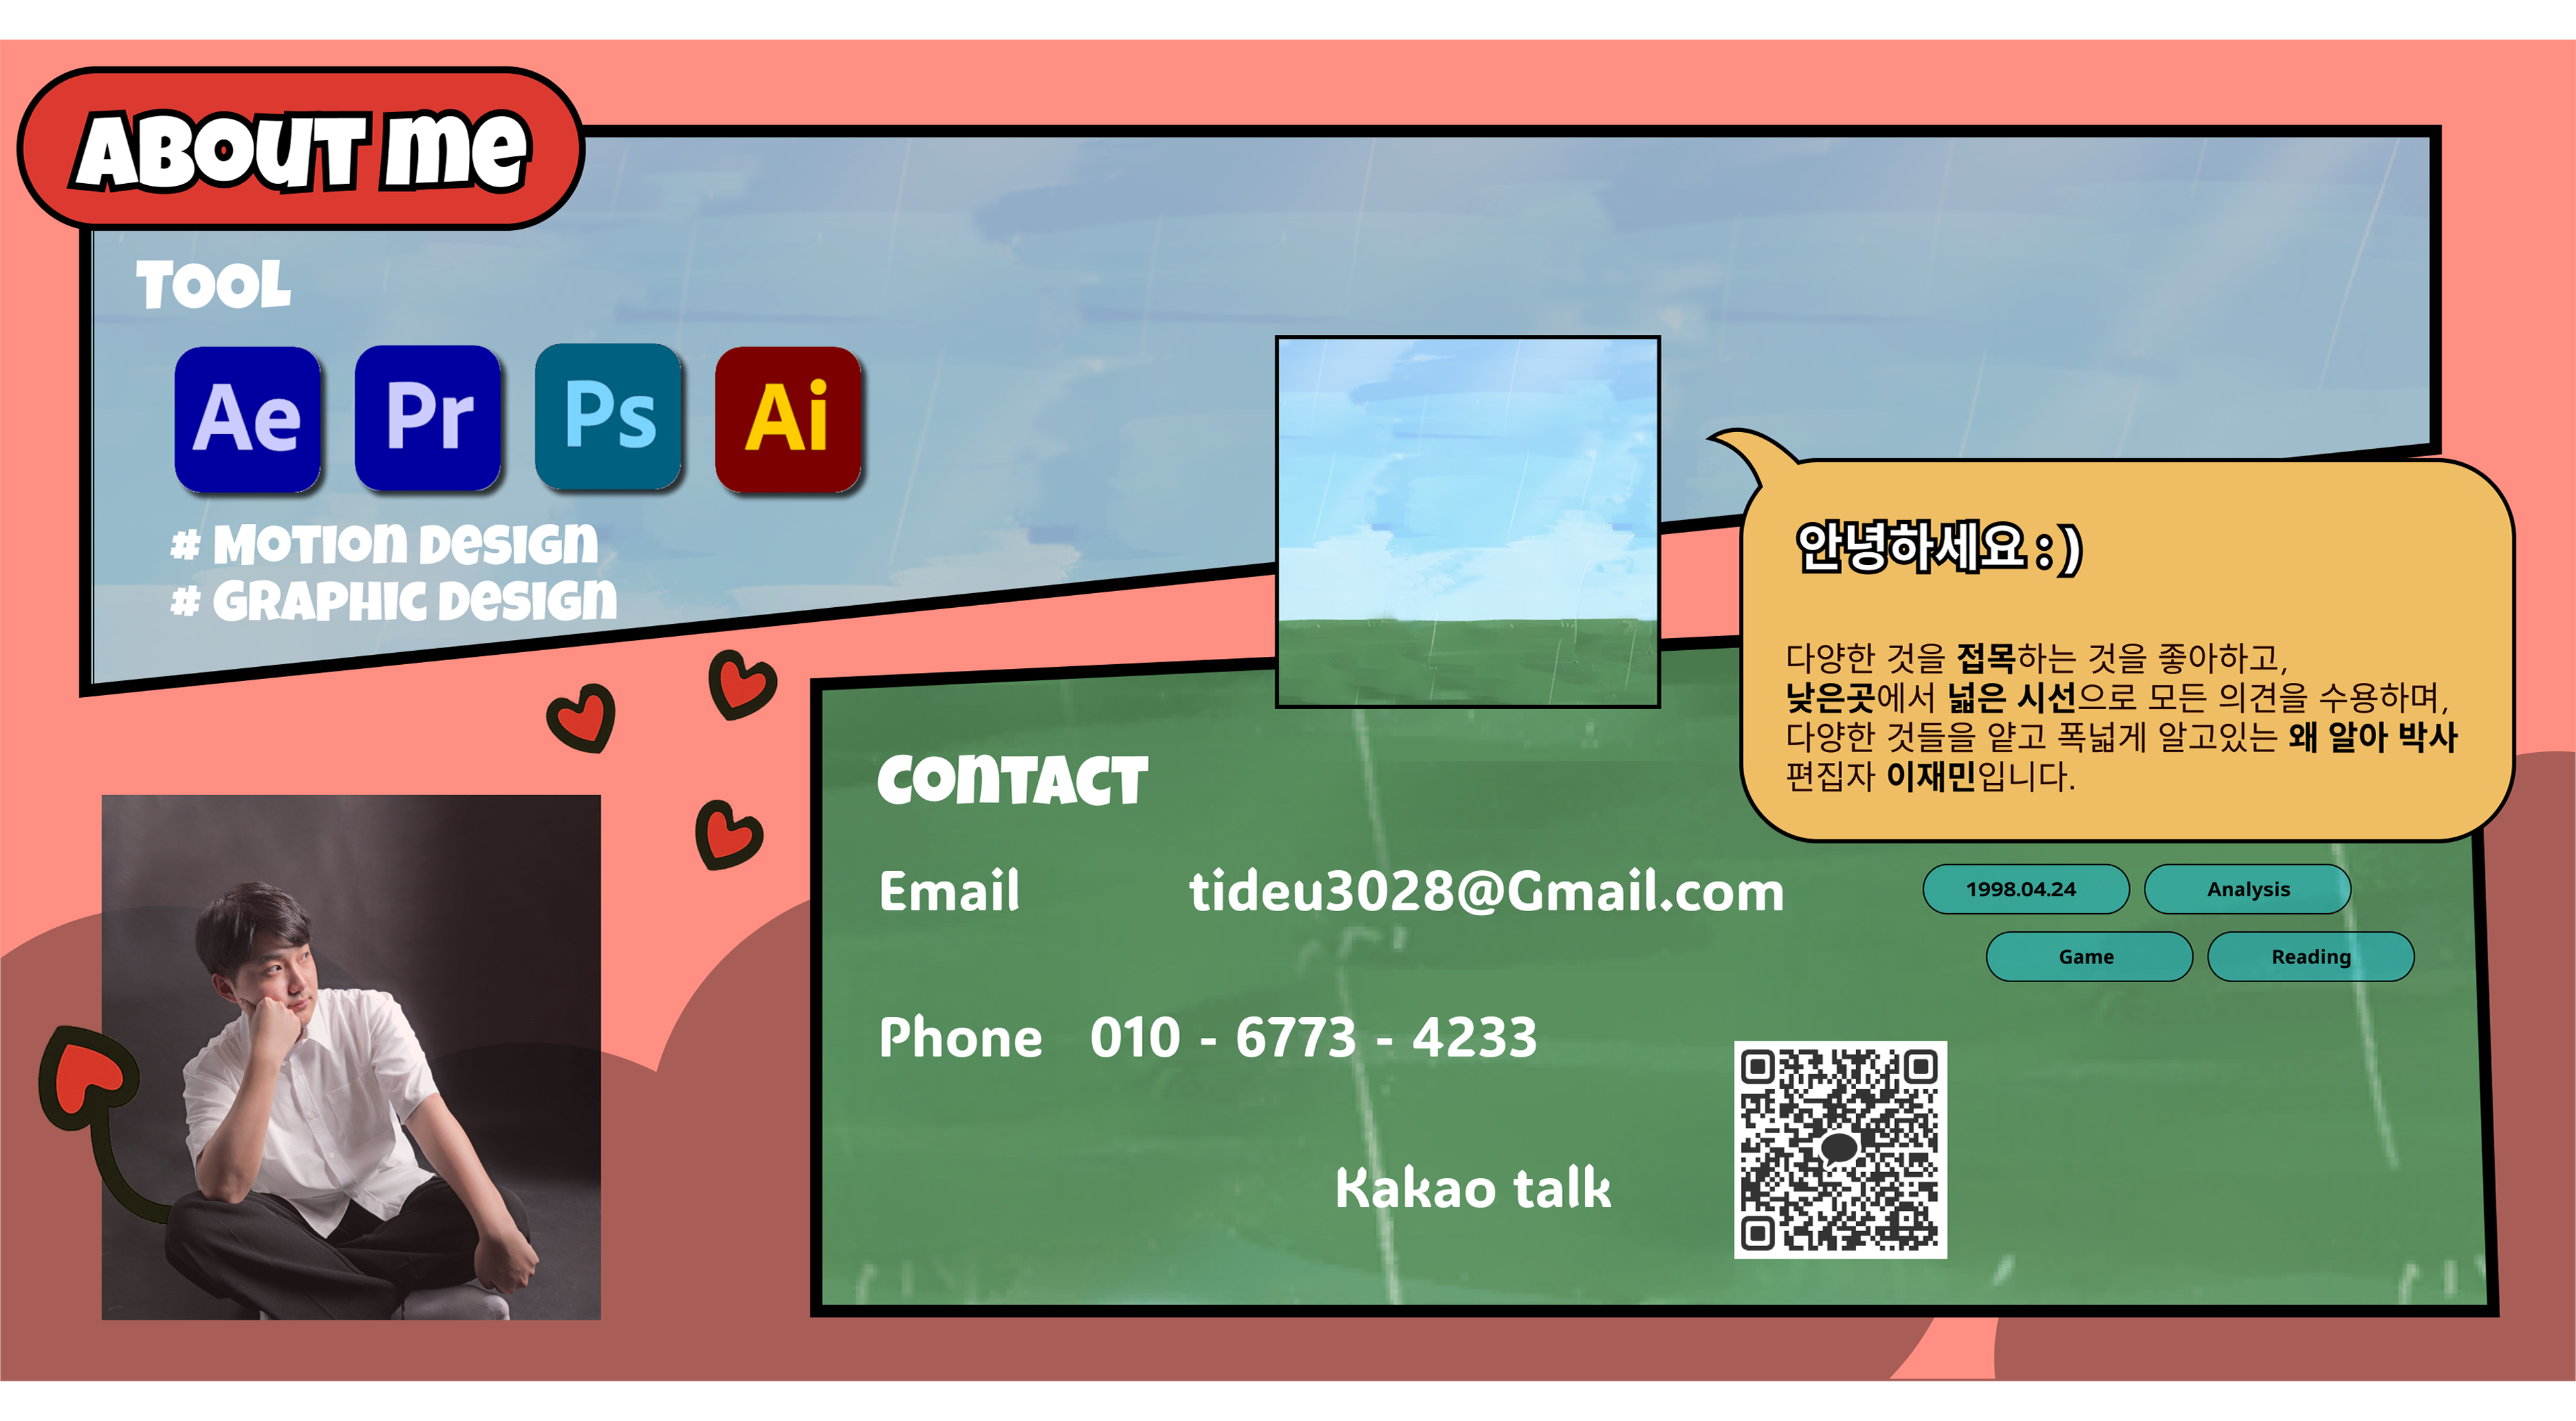 ABOUT me
TOOL
Ae Pr Ps Ai
# MOTION DESIGN
# GRAPHIC DESIGN
안녕하세요 : )
다양한 것을 접목하는 것을 좋아하고,
낮은곳에서 넓은 시선으로 모든 의견을 수용하며,
다양한 것들을 얕고 폭넓게 알고있는 왜 알아 박사
편집자 이재민입니다.
CONTACT
Email tideu3028@Gmail.com
Phone 010 - 6773 - 4233
Kakao talk
1998.04.24 Analysis
Game Reading